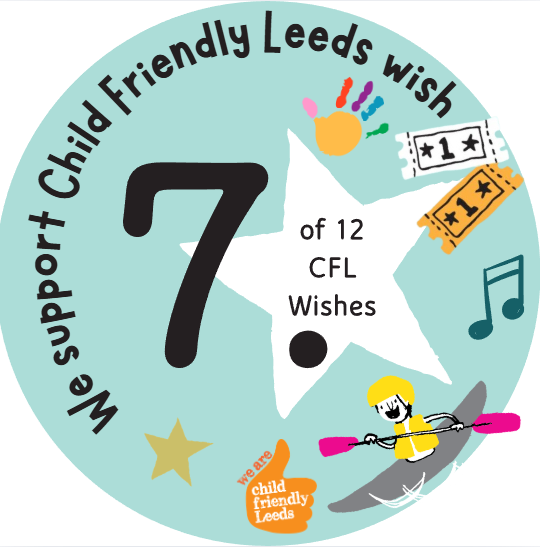 We support Child Friendly Leeds wish
7.
of 12
CFL
Wishes
1
1
we are
child
friendly
Leeds